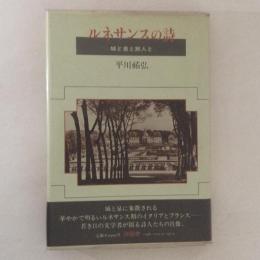 ルネサンスの詩
城と泉と旅人と
平川祐弘
城と泉に象徴される
華やかで明るいルネサンス期のイタリアとフランス──
若き日の文学者が綴る詩人たちの肖像。